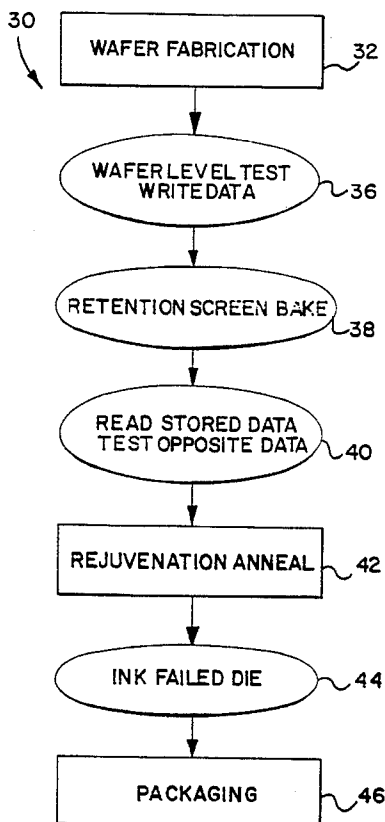 30
WAFER FABRICATION
32
WAFER LEVEL TEST
WRITE DATA
36
RETENTION SCREEN BAKE
38
READ STORED DATA
TEST OPPOSITE DATA
40
REJUVENATION ANNEAL
42
INK FAILED DIE
44
PACKAGING
46